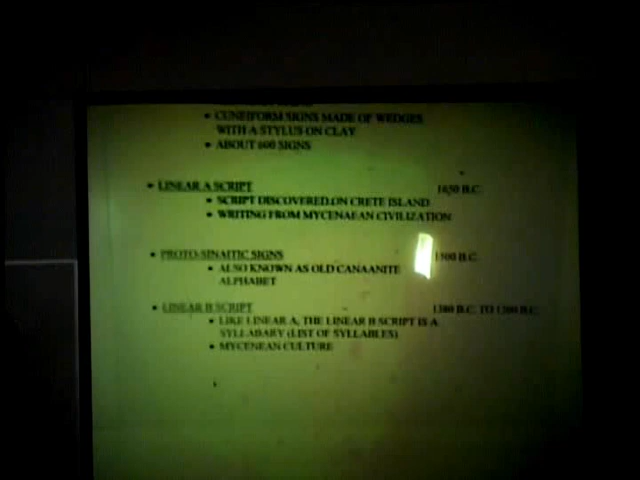 • CUNEIFORM SIGNS MADE OF WEDGES
WITH A STYLUS ON CLAY
• ABOUT 600 SIGNS
• LINEAR A SCRIPT 1650 B.C.
• SCRIPT DISCOVERED ON CRETE ISLAND
• WRITING FROM MYCENAEAN CIVILIZATION
• PROTO-SINAITIC SIGNS 1500 B.C.
• ALSO KNOWN AS OLD CANAANITE
ALPHABET
• LINEAR B SCRIPT 1380 B.C. TO 1200 B.C.
• LIKE LINEAR A, THE LINEAR B SCRIPT IS A
SYLLABARY (LIST OF SYLLABLES)
• MYCENEAN CULTURE